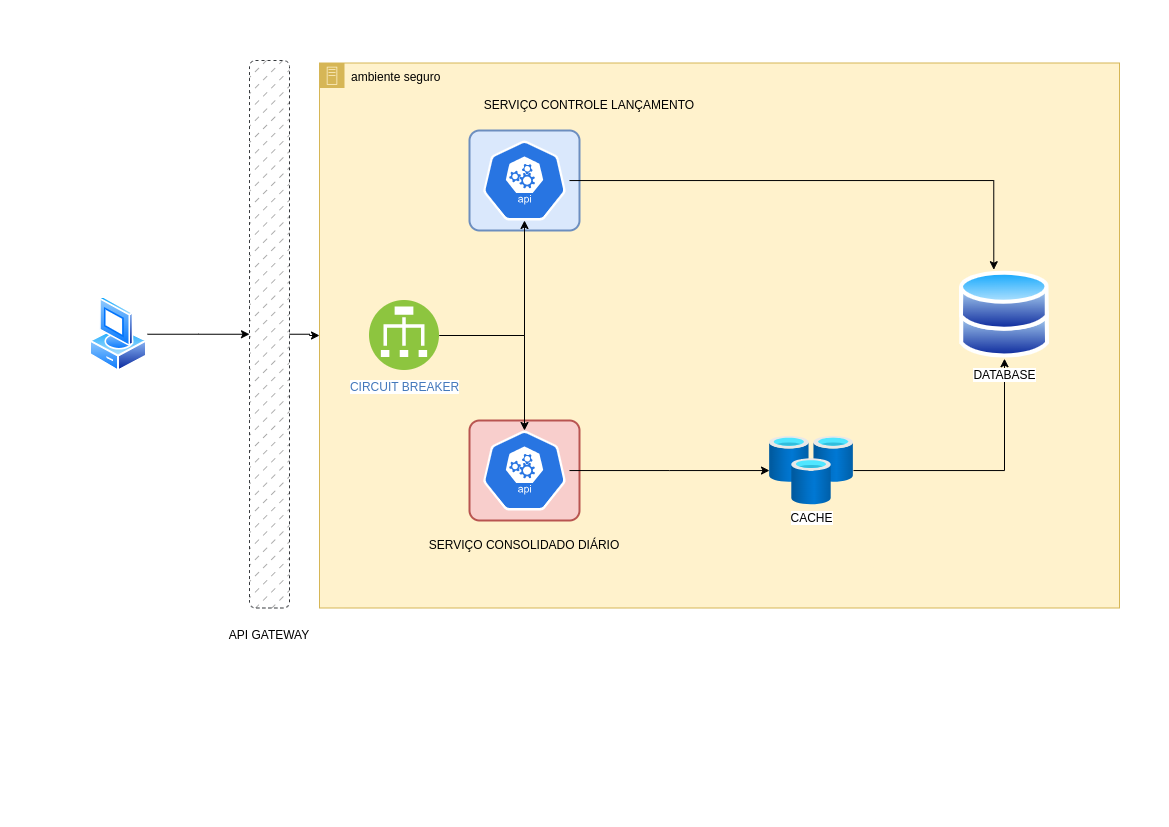 ambiente seguro
SERVIÇO CONTROLE LANÇAMENTO
api
CIRCUIT BREAKER
DATABASE
api
CACHE
SERVIÇO CONSOLIDADO DIÁRIO
API GATEWAY